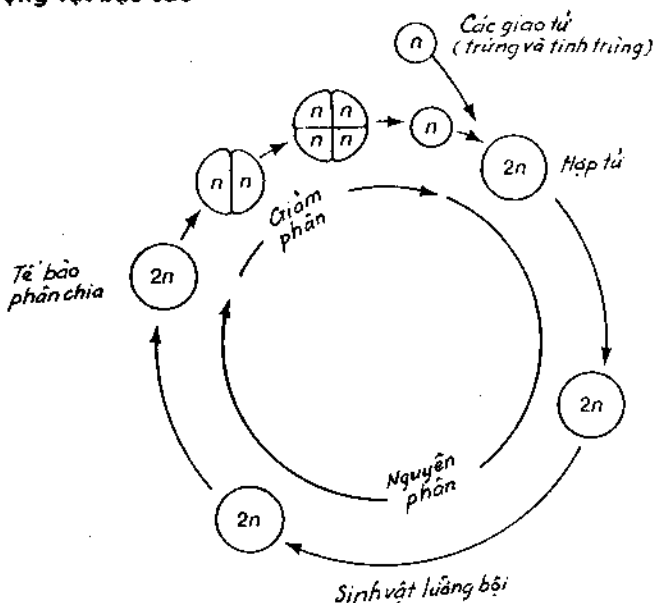 Các giao tử
(trứng và tinh trùng)
n
n n
n n
n
n n
2n
Hợp tử
Giảm
phân
Tế bào
phân chia
2n
2n
Nguyên
phân
2n
Sinh vật lưỡng bội